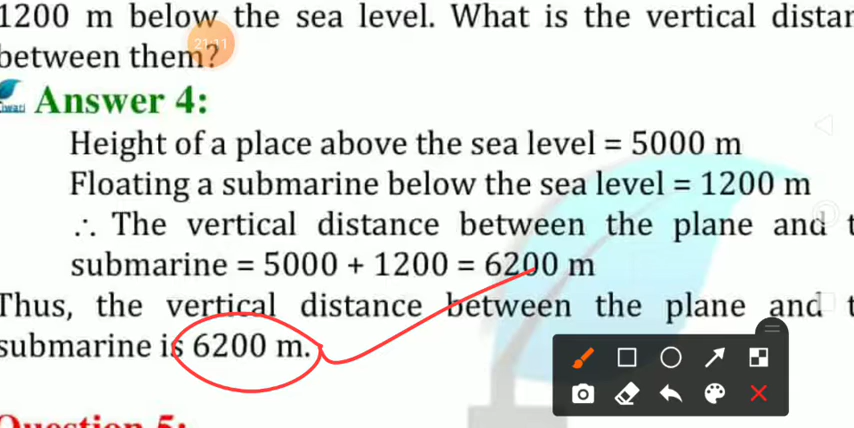 1200 m below the sea level. What is the vertical distan
between them?
21:11
Answer 4:
Height of a place above the sea level = 5000 m
Floating a submarine below the sea level = 1200 m
∴ The vertical distance between the plane and t
submarine = 5000 + 1200 = 6200 m
Thus, the vertical distance between the plane and t
submarine is 6200 m.
Question 5: